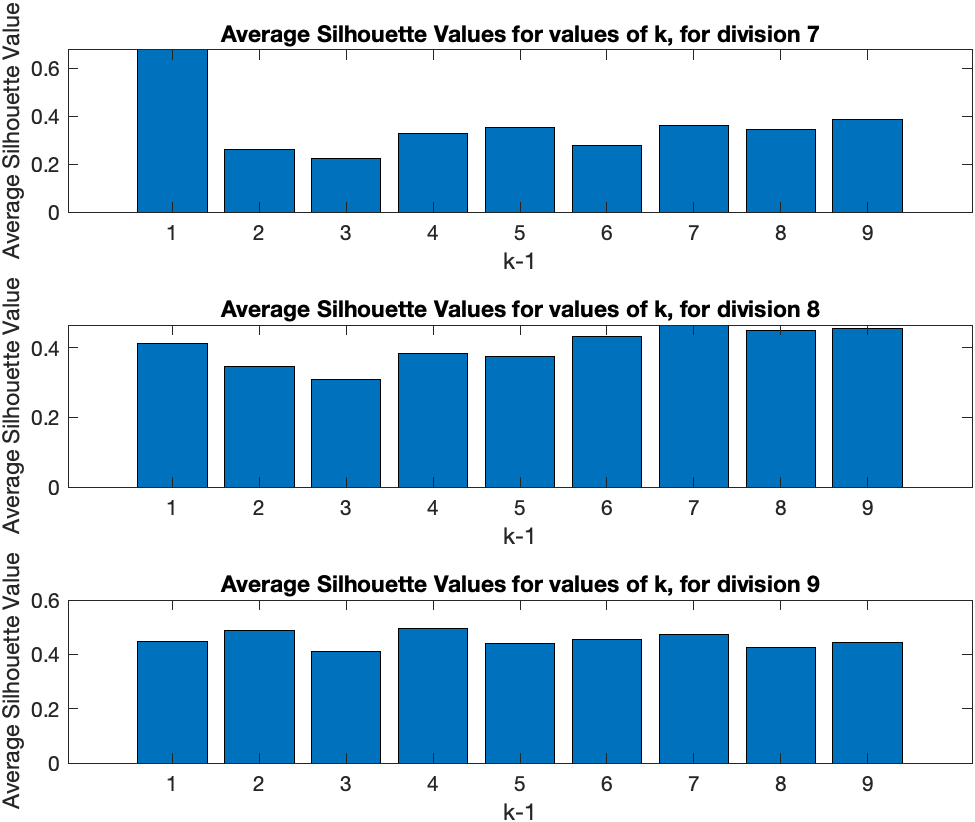 Average Silhouette Values for values of k, for division 7
Average Silhouette Value
0.6
0.4
0.2
0
1 2 3 4 5 6 7 8 9
k-1
Average Silhouette Values for values of k, for division 8
Average Silhouette Value
0.4
0.2
0
1 2 3 4 5 6 7 8 9
k-1
Average Silhouette Values for values of k, for division 9
Average Silhouette Value
0.6
0.4
0.2
0
1 2 3 4 5 6 7 8 9
k-1